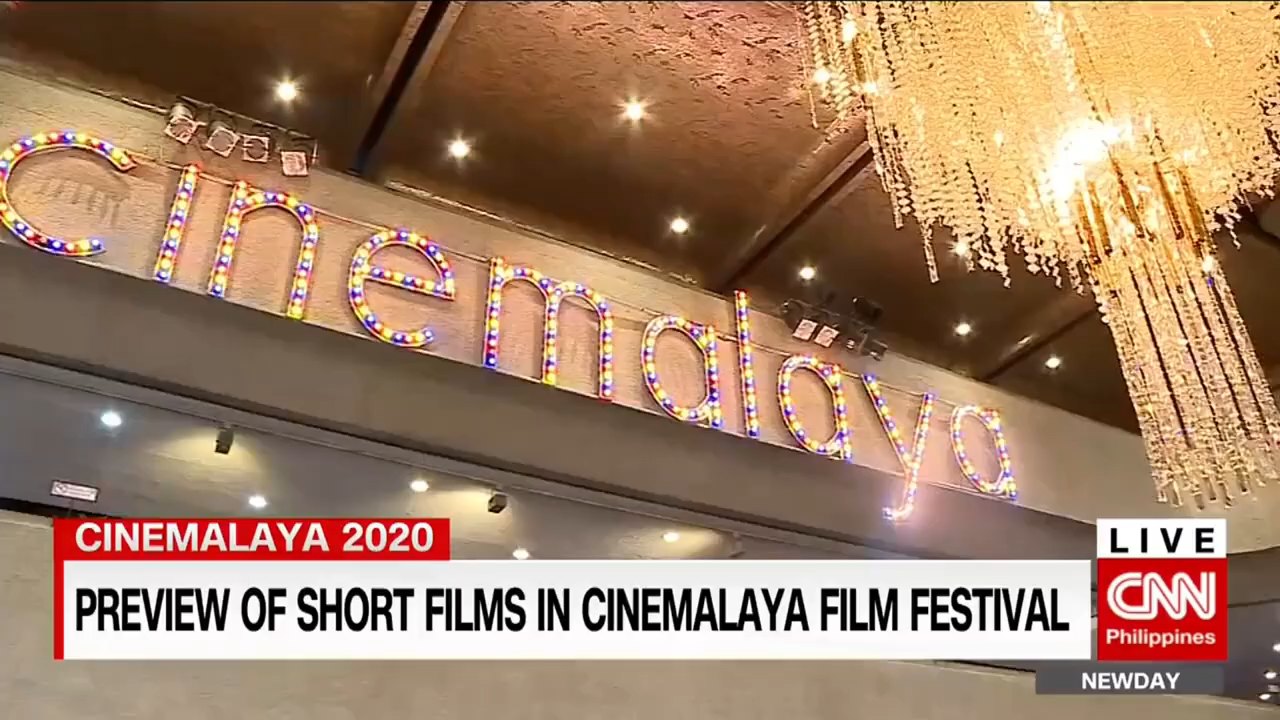 cinemalaya
CINEMALAYA 2020
PREVIEW OF SHORT FILMS IN CINEMALAYA FILM FESTIVAL
LIVE
CNN
Philippines
NEWDAY